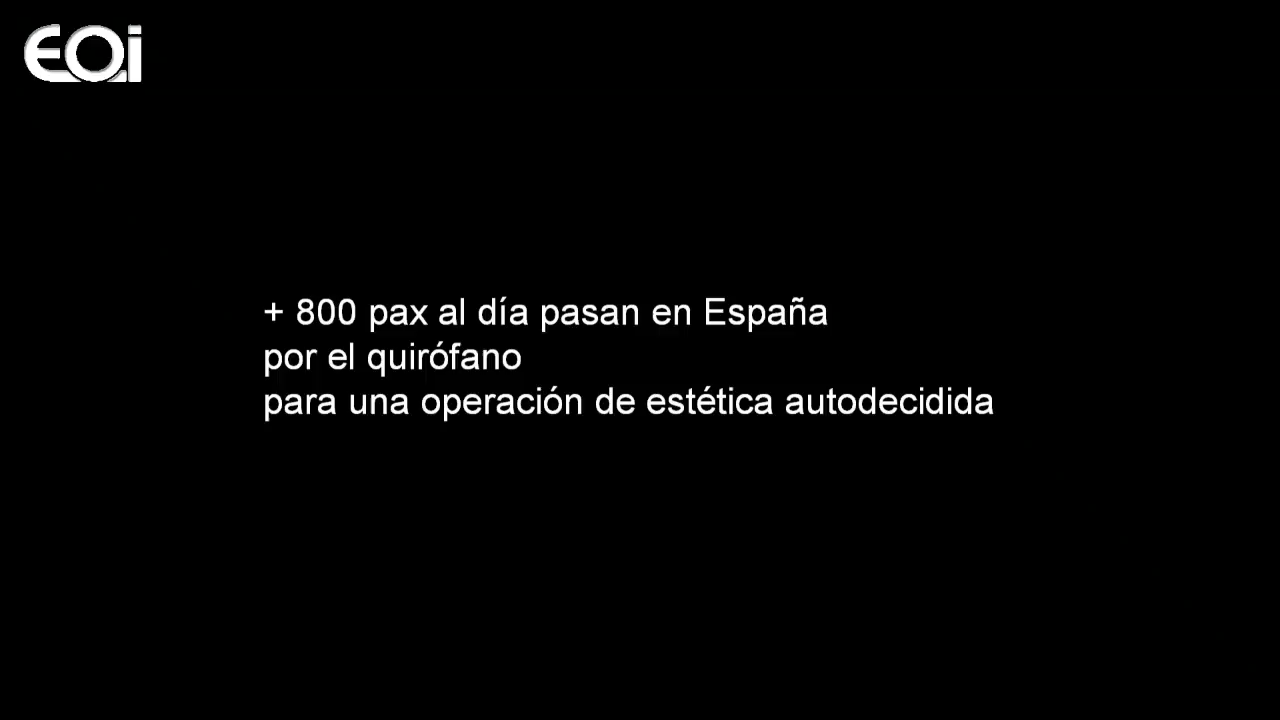 EOi
+ 800 pax al día pasan en España
por el quirófano
para una operación de estética autodecidida